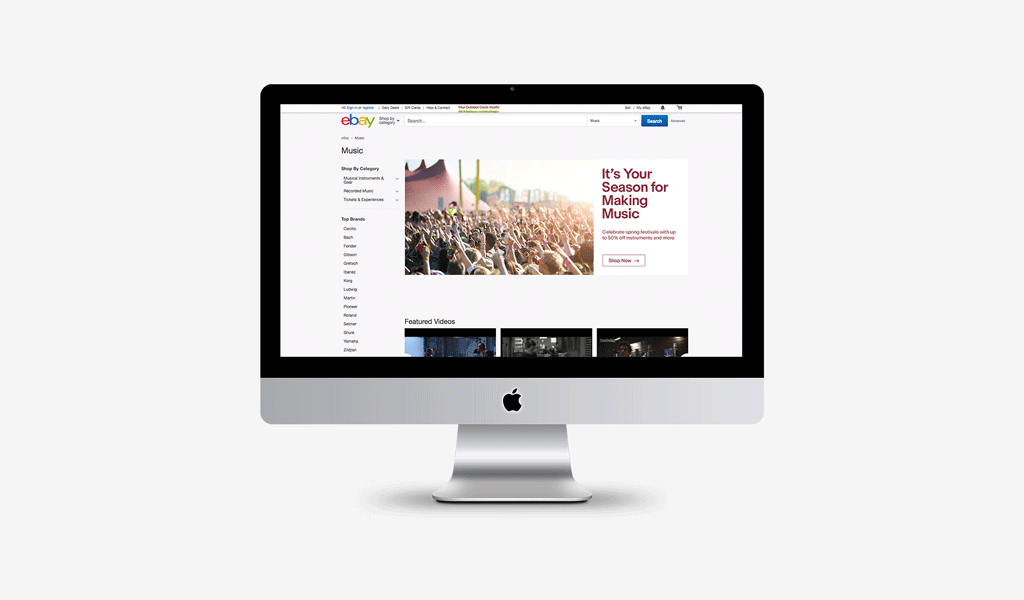 Hi! Sign in or register | Daily Deals | Gift Cards | Help & Contact
Sell | My eBay
ebay
Shop by
category
Search...
Music
Search
Advanced
eBay > Music
Music
Shop By Category
Musical Instruments &
Gear
Recorded Music
Tickets & Experiences
Top Brands
Bach
Fender
Gibson
Gretsch
Ibanez
Korg
Ludwig
Martin
Pioneer
Roland
Selmer
Shure
Yamaha
Zildjian
It's Your
Season for
Making
Music
Celebrate spring festivals with up
to 50% off instruments and more
Shop Now →
Featured Videos